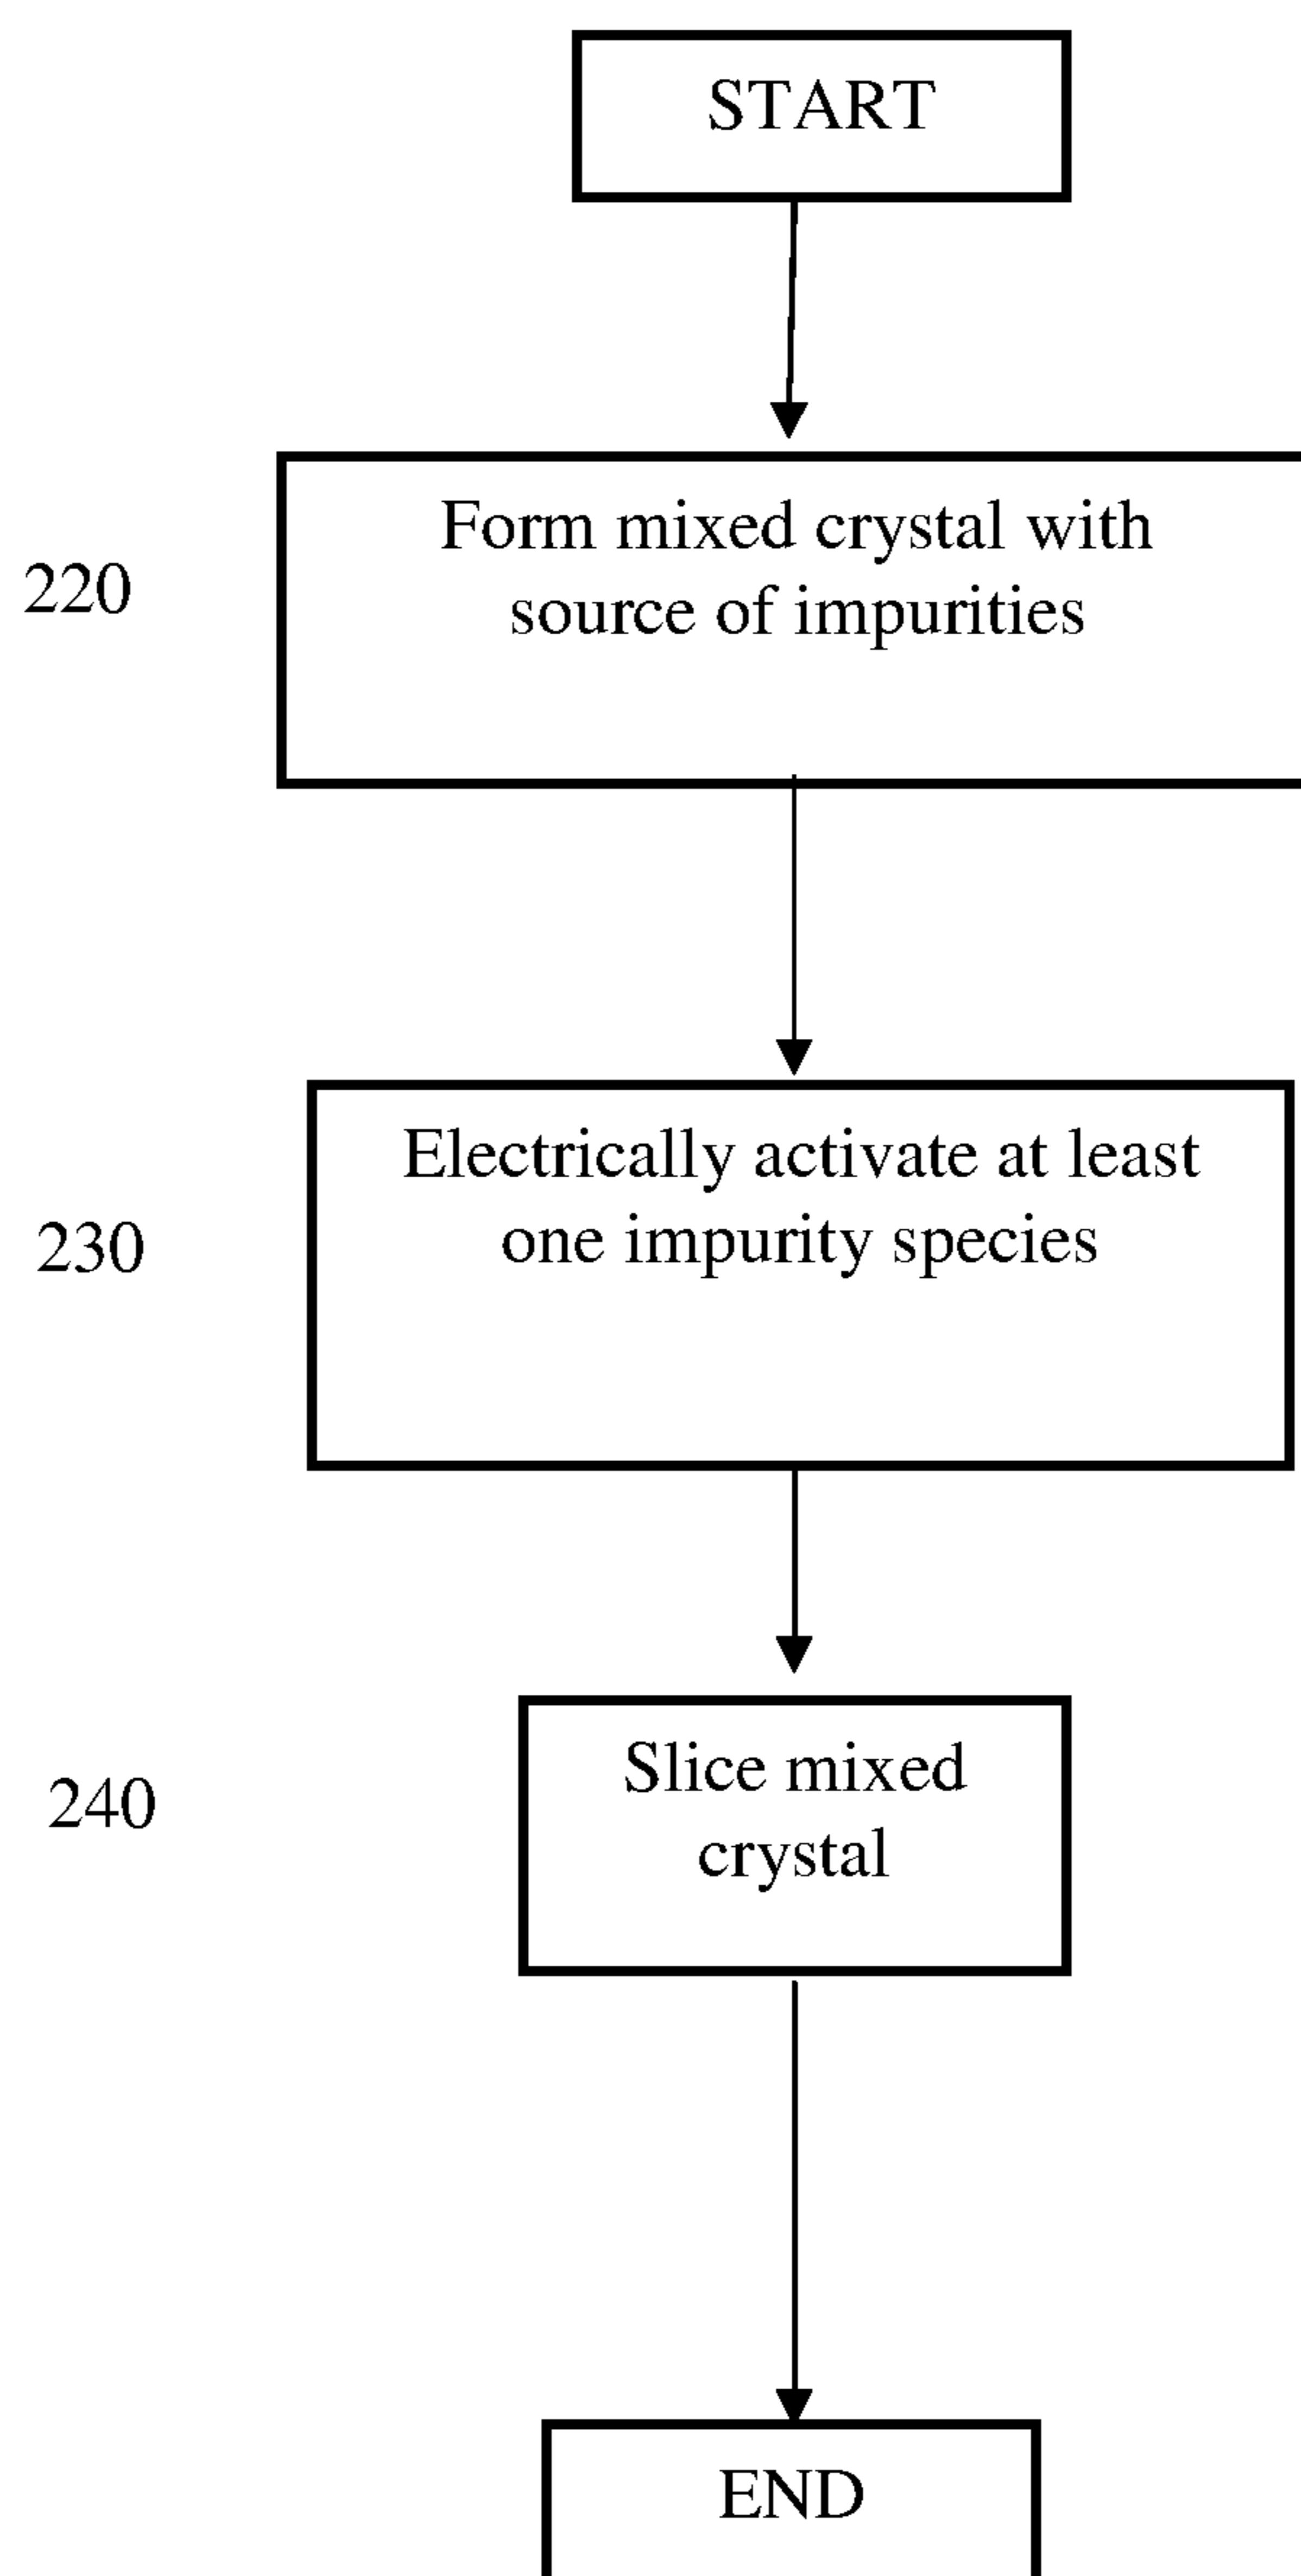 START
220
Form mixed crystal with
source of impurities
230
Electrically activate at least
one impurity species
240
Slice mixed
crystal
END